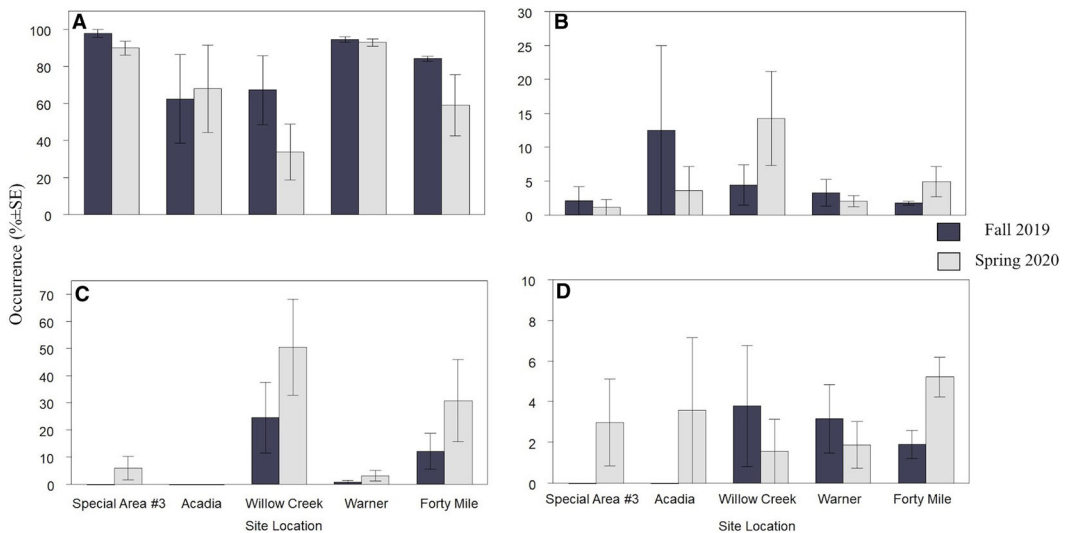 A
100
80
60
40
20
0
B
30
25
20
15
10
5
0
Occurrence (%±SE)
Fall 2019
Spring 2020
C
70
60
50
40
30
20
10
0
Special Area #3 Acadia Willow Creek Warner Forty Mile
Site Location
D
10
8
6
4
2
0
Special Area #3 Acadia Willow Creek Warner Forty Mile
Site Location